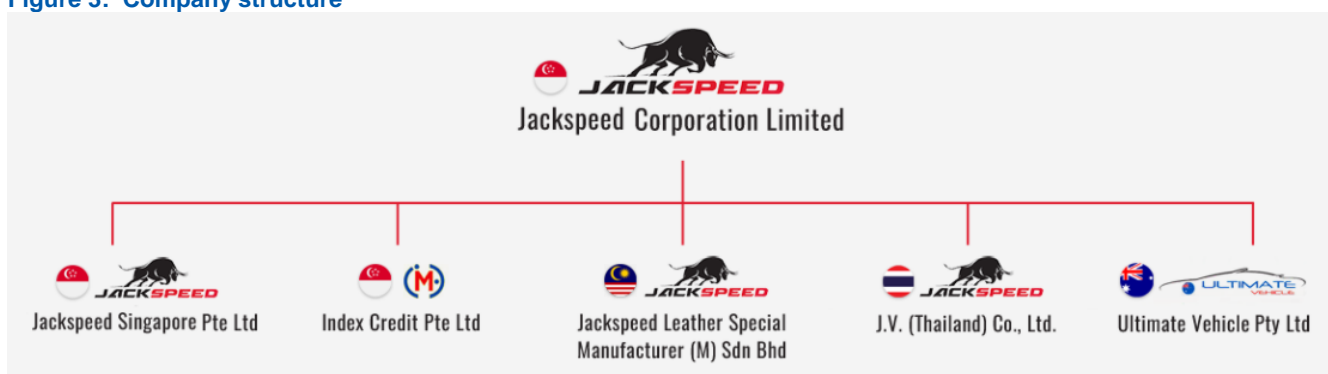 Figure 3: Company structure
JACKSPEED
Jackspeed Corporation Limited
JACKSPEED
Jackspeed Singapore Pte Ltd
Index Credit Pte Ltd
JACKSPEED
Jackspeed Leather Special
Manufacturer (M) Sdn Bhd
JACKSPEED
J.V. (Thailand) Co., Ltd.
ULTIMATE
VEHICLE
Ultimate Vehicle Pty Ltd